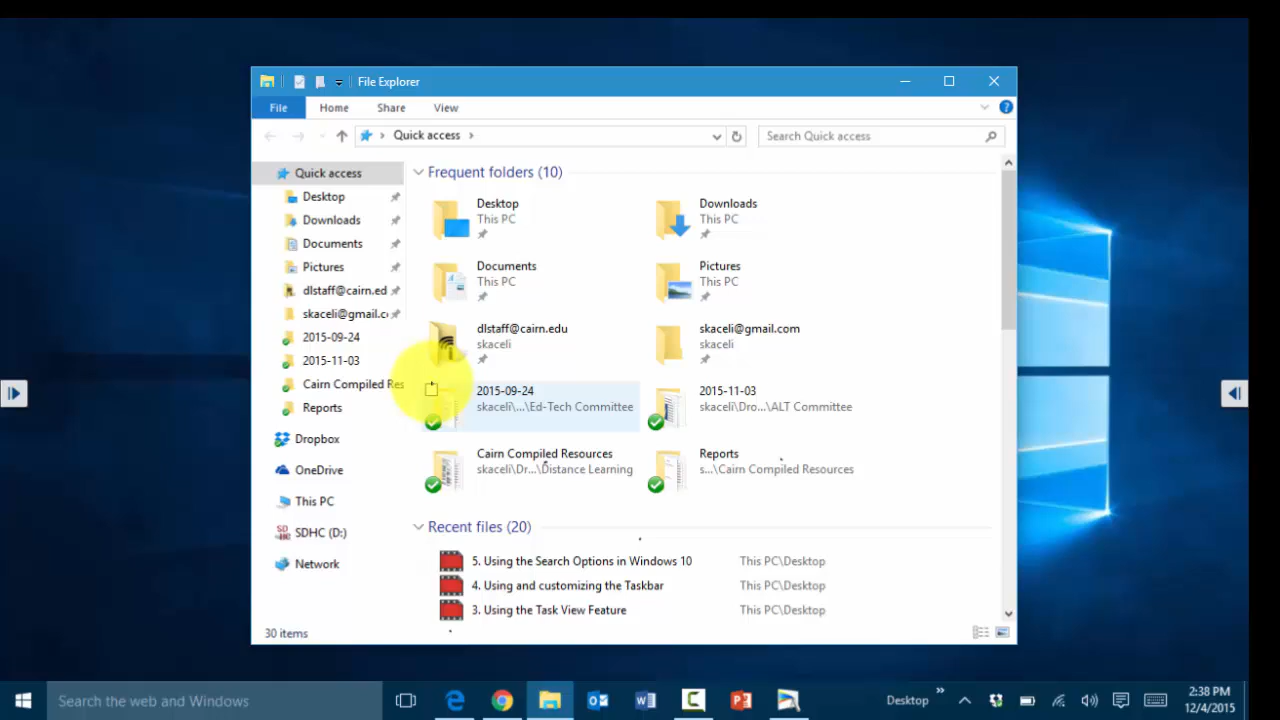 File Explorer
File Home Share View
Quick access
Search Quick access
Quick access
Desktop
Downloads
Documents
Pictures
dlstaff@cairn.ed
skaceli@gmail.c
2015-09-24
2015-11-03
Cairn Compiled Res
Reports
Dropbox
OneDrive
This PC
SDHC (D:)
Network
Frequent folders (10)
Desktop
This PC
Downloads
This PC
Documents
This PC
Pictures
This PC
dlstaff@cairn.edu
skaceli
skaceli@gmail.com
skaceli
2015-09-24
skaceli\...\Ed-Tech Committee
2015-11-03
skaceli\Dro...\ALT Committee
Cairn Compiled Resources
skaceli\Dr...\Distance Learning
Reports
s...\Cairn Compiled Resources
Recent files (20)
5. Using the Search Options in Windows 10 This PC\Desktop
4. Using and customizing the Taskbar This PC\Desktop
3. Using the Task View Feature This PC\Desktop
30 items
Search the web and Windows
Desktop
2:38 PM
12/4/2015